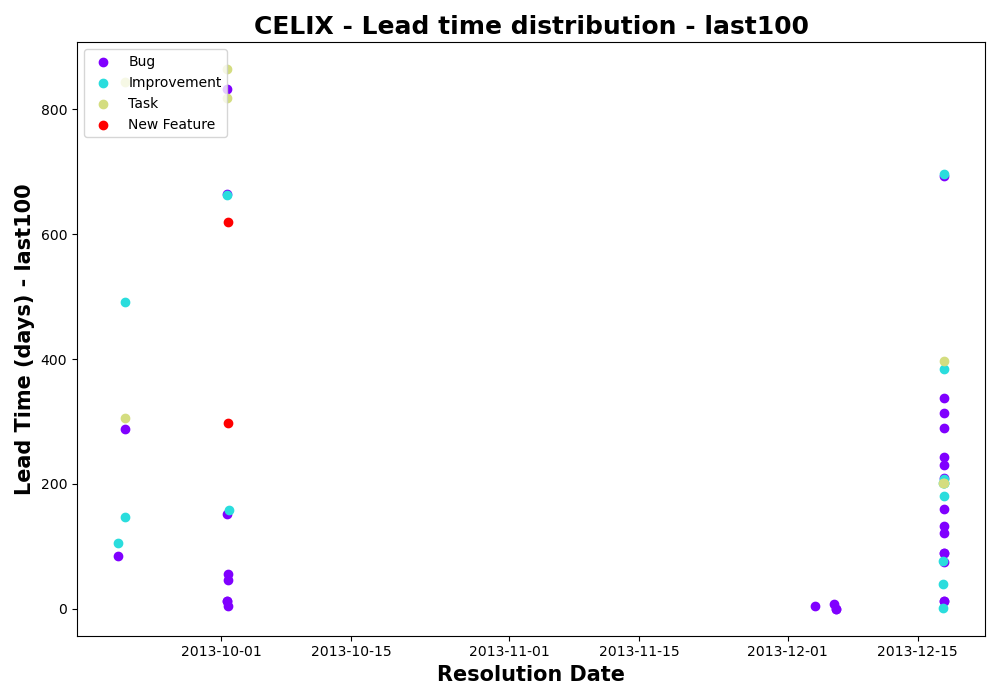 CELIX - Lead time distribution - last100
Bug
Improvement
Task
New Feature
Lead Time (days) - last100
800
600
400
200
0
2013-10-01
2013-10-15
2013-11-01
2013-11-15
2013-12-01
2013-12-15
Resolution Date